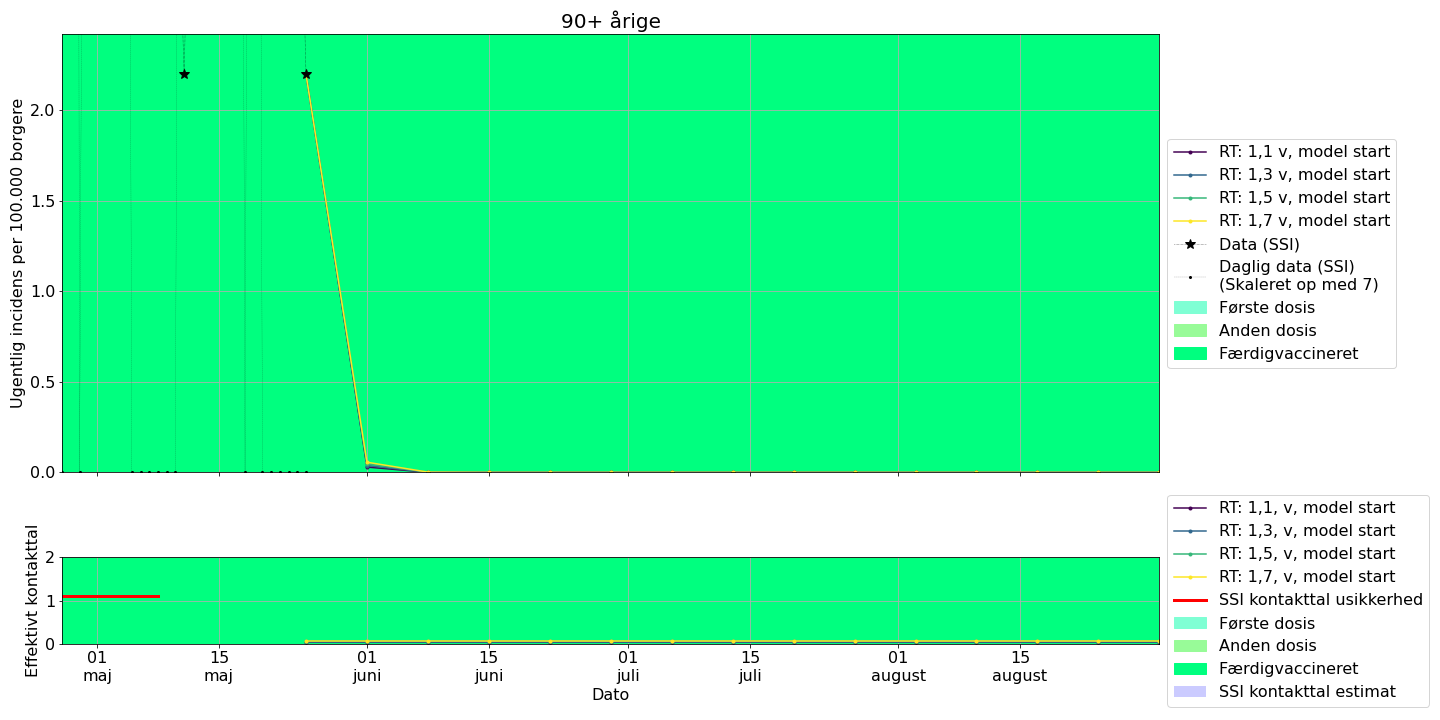 90+ årige
Ugentlig incidens per 100.000 borgere
2.0
1.5
1.0
0.5
0.0
RT: 1,1 v, model start
RT: 1,3 v, model start
RT: 1,5 v, model start
RT: 1,7 v, model start
Data (SSI)
Daglig data (SSI)
(Skaleret op med 7)
Første dosis
Anden dosis
Færdigvaccineret
Effektivt kontakttal
2
1
0
01 15 01 15 01 15 01 15
maj maj juni juni juli juli august august
Dato
RT: 1,1, v, model start
RT: 1,3, v, model start
RT: 1,5, v, model start
RT: 1,7, v, model start
SSI kontakttal usikkerhed
Første dosis
Anden dosis
Færdigvaccineret
SSI kontakttal estimat